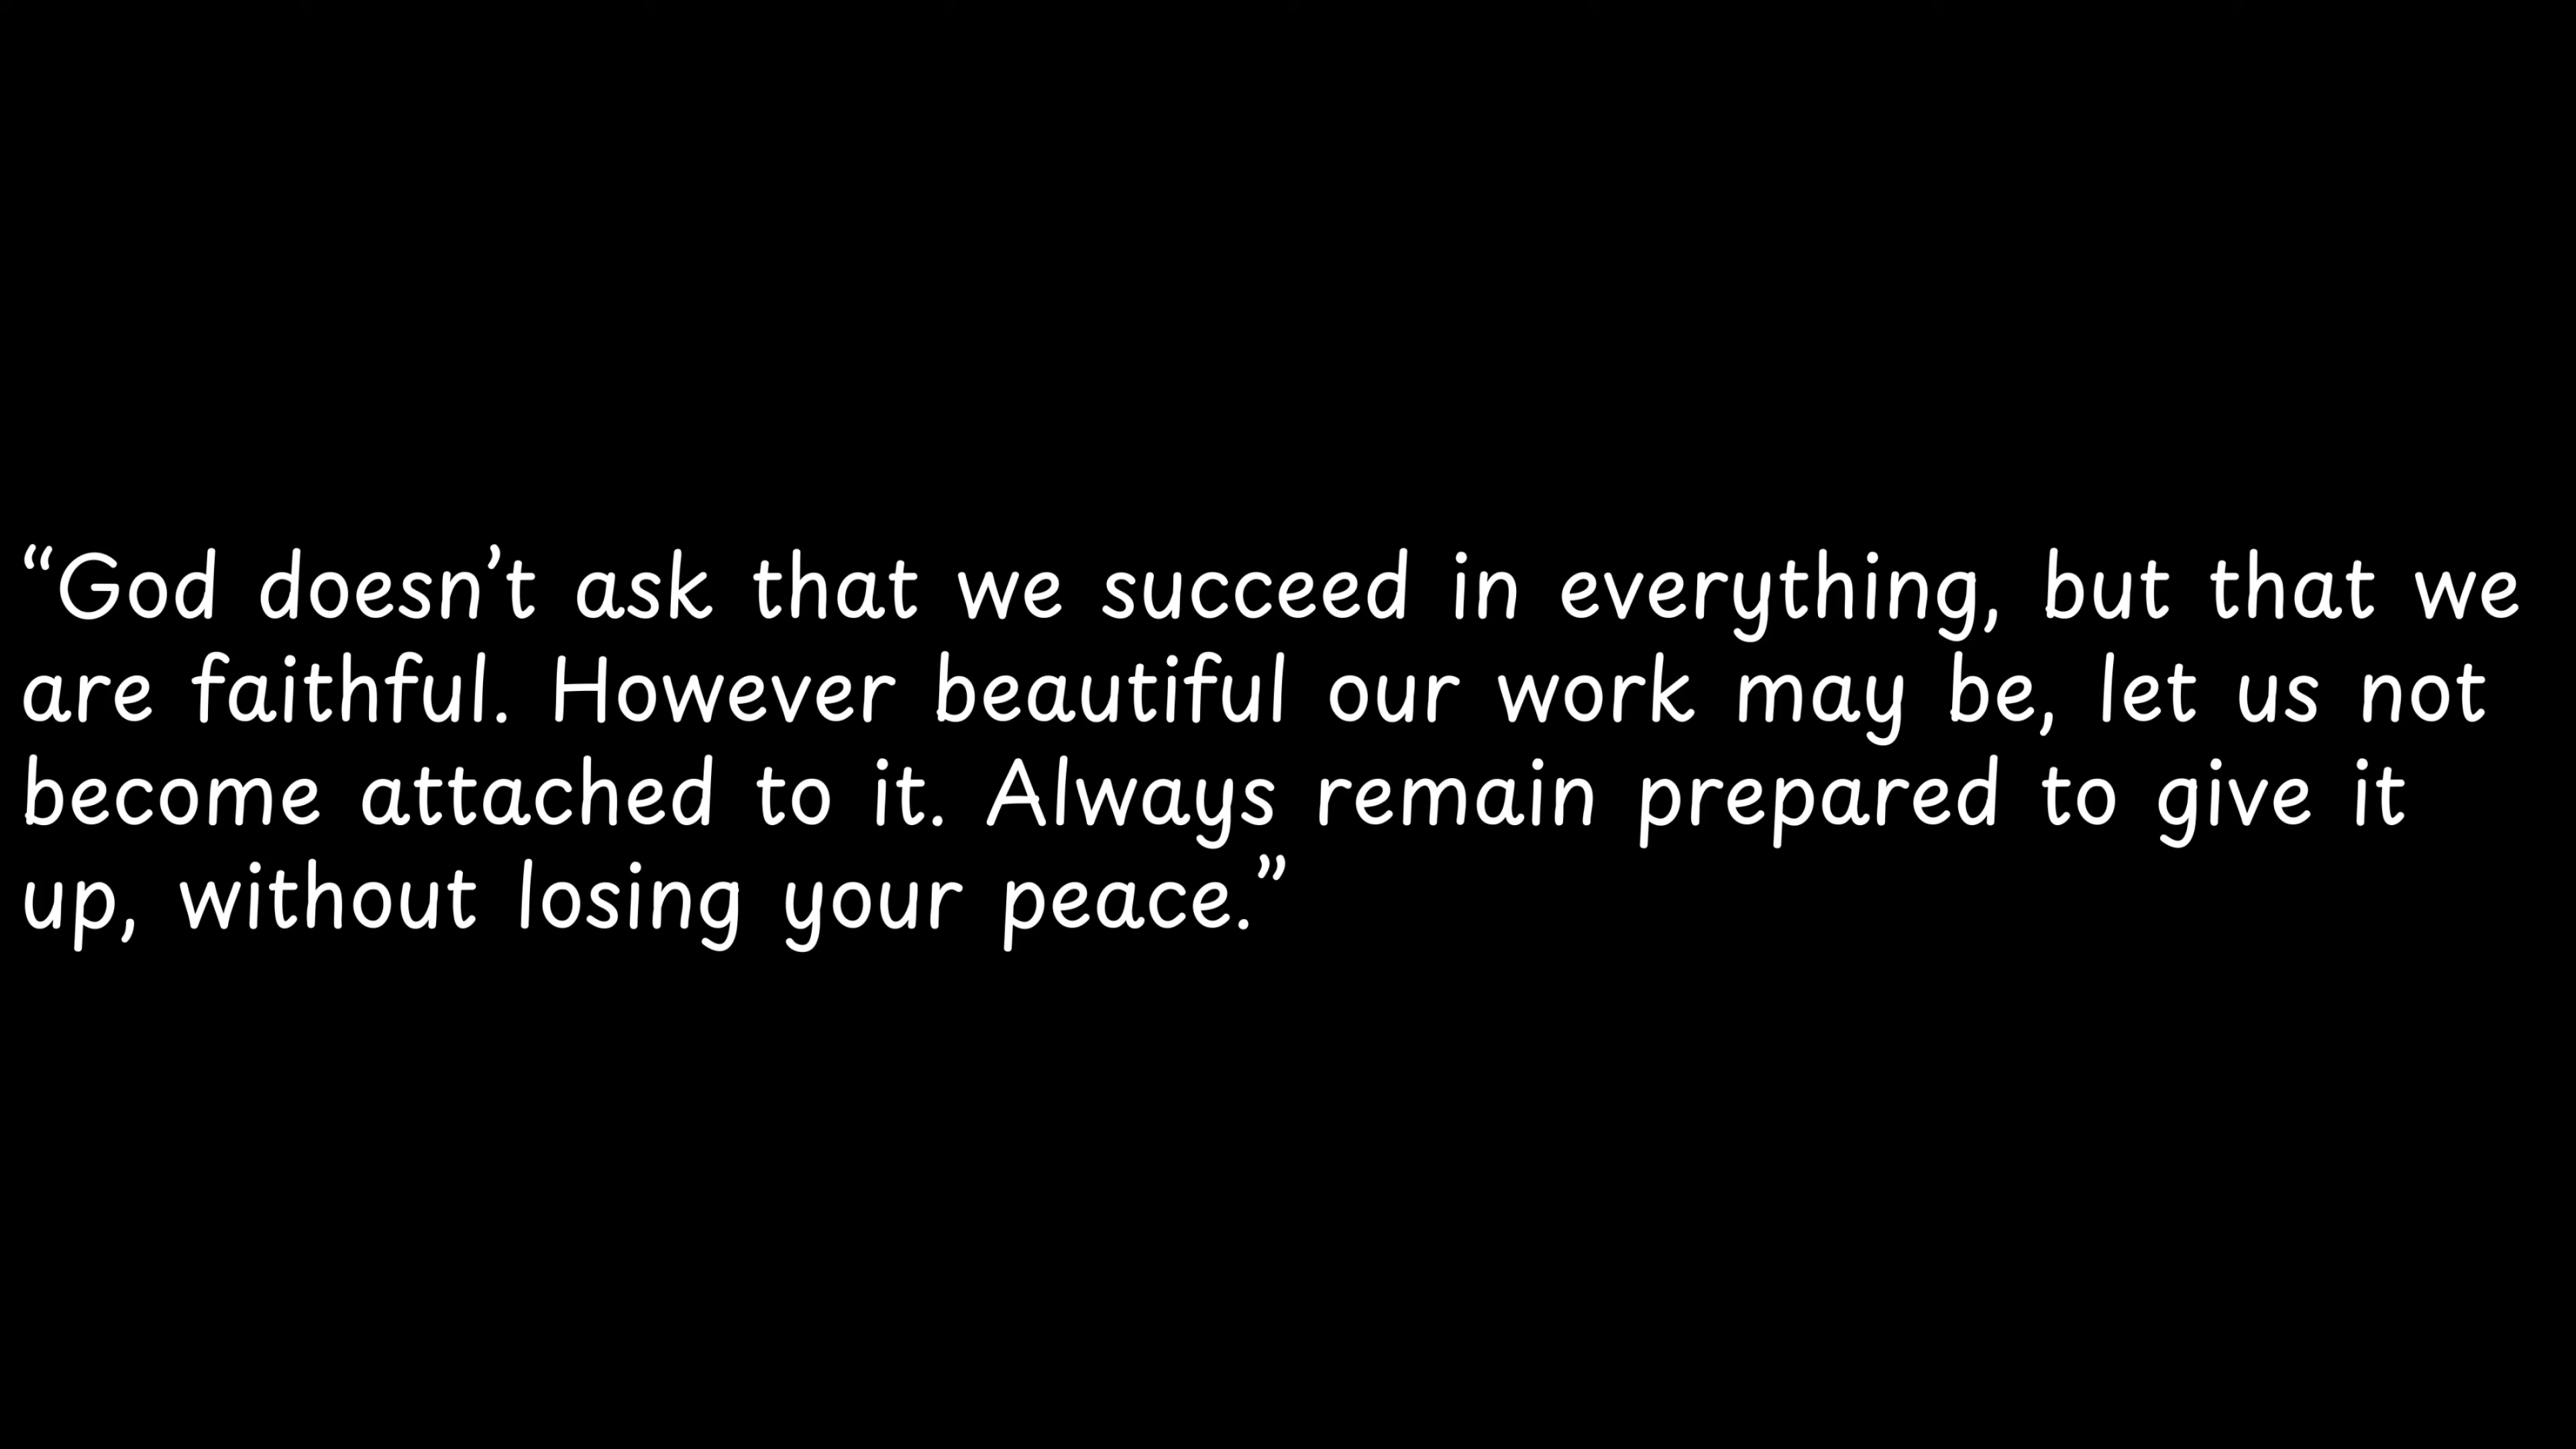 “God doesn’t ask that we succeed in everything, but that we
are faithful. However beautiful our work may be, let us not
become attached to it. Always remain prepared to give it
up, without losing your peace.”